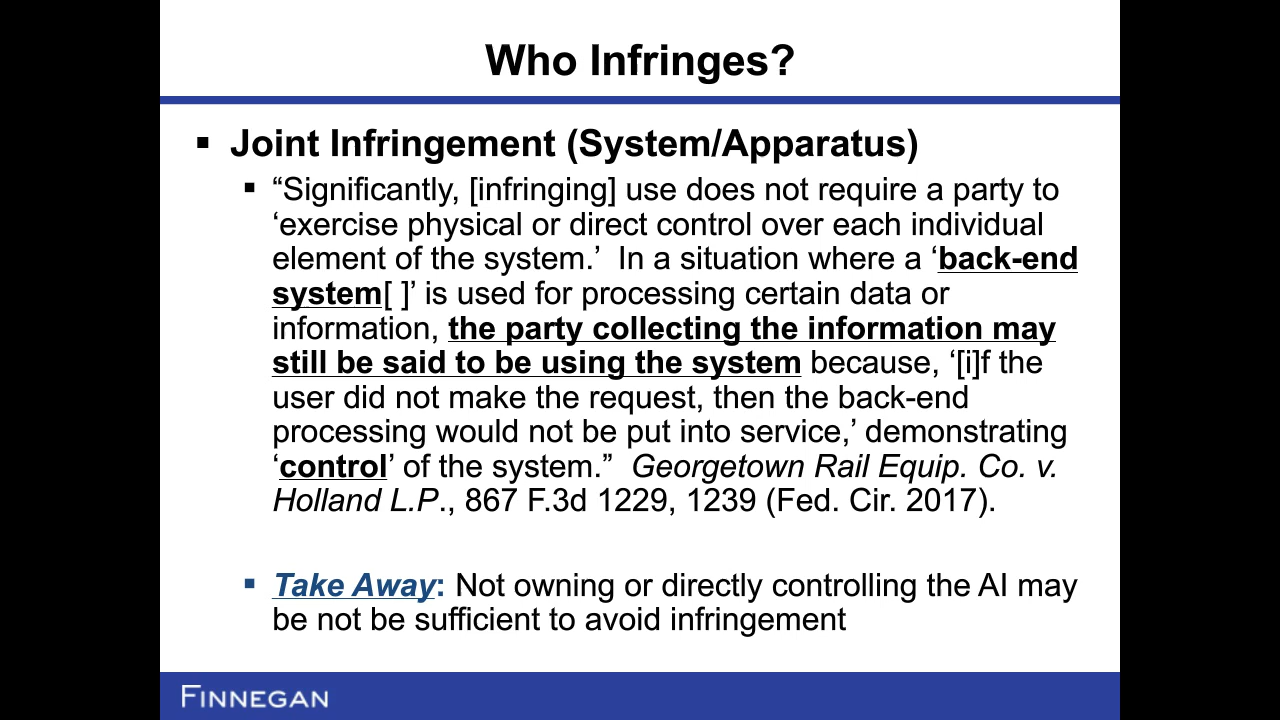 Who Infringes?
▪ Joint Infringement (System/Apparatus)
▪ “Significantly, [infringing] use does not require a party to
‘exercise physical or direct control over each individual
element of the system.’  In a situation where a ‘back-end
system[ ]’ is used for processing certain data or
information, the party collecting the information may
still be said to be using the system because, ‘[i]f the
user did not make the request, then the back-end
processing would not be put into service,’ demonstrating
‘control’ of the system.”  Georgetown Rail Equip. Co. v.
Holland L.P., 867 F.3d 1229, 1239 (Fed. Cir. 2017).
▪ Take Away: Not owning or directly controlling the AI may
be not be sufficient to avoid infringement
FINNEGAN